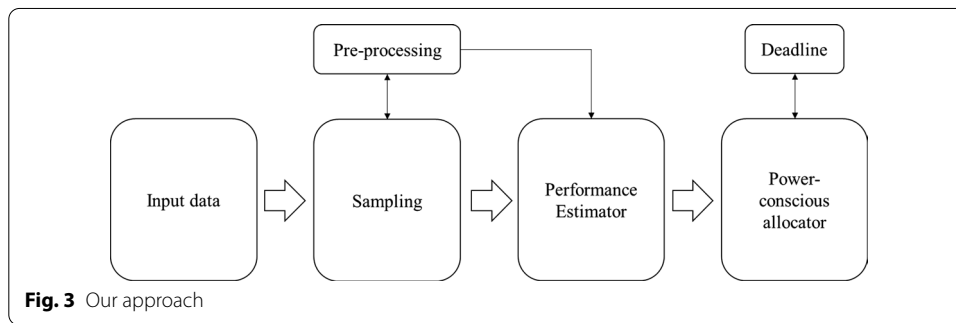 Pre-processing
Deadline
Input data
Sampling
Performance
Estimator
Power-
conscious
allocator
Fig. 3 Our approach